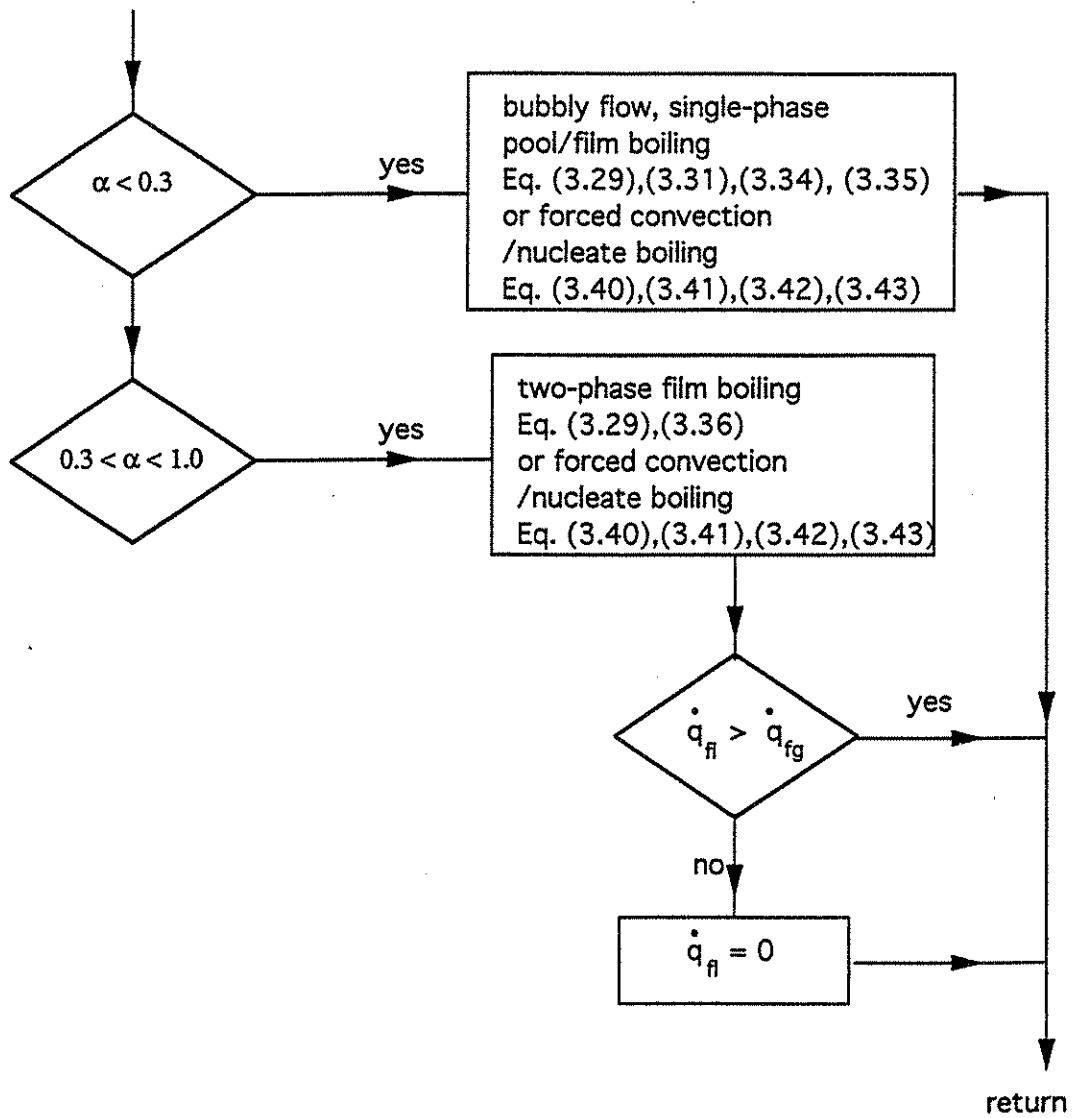 α < 0.3
yes
bubbly flow, single-phase
pool/film boiling
Eq. (3.29),(3.31),(3.34), (3.35)
or forced convection
/nucleate boiling
Eq. (3.40),(3.41),(3.42),(3.43)
0.3 < α < 1.0
yes
two-phase film boiling
Eq. (3.29),(3.36)
or forced convection
/nucleate boiling
Eq. (3.40),(3.41),(3.42),(3.43)
q̇_fl > q̇_fg
yes
no
q̇_fl = 0
return